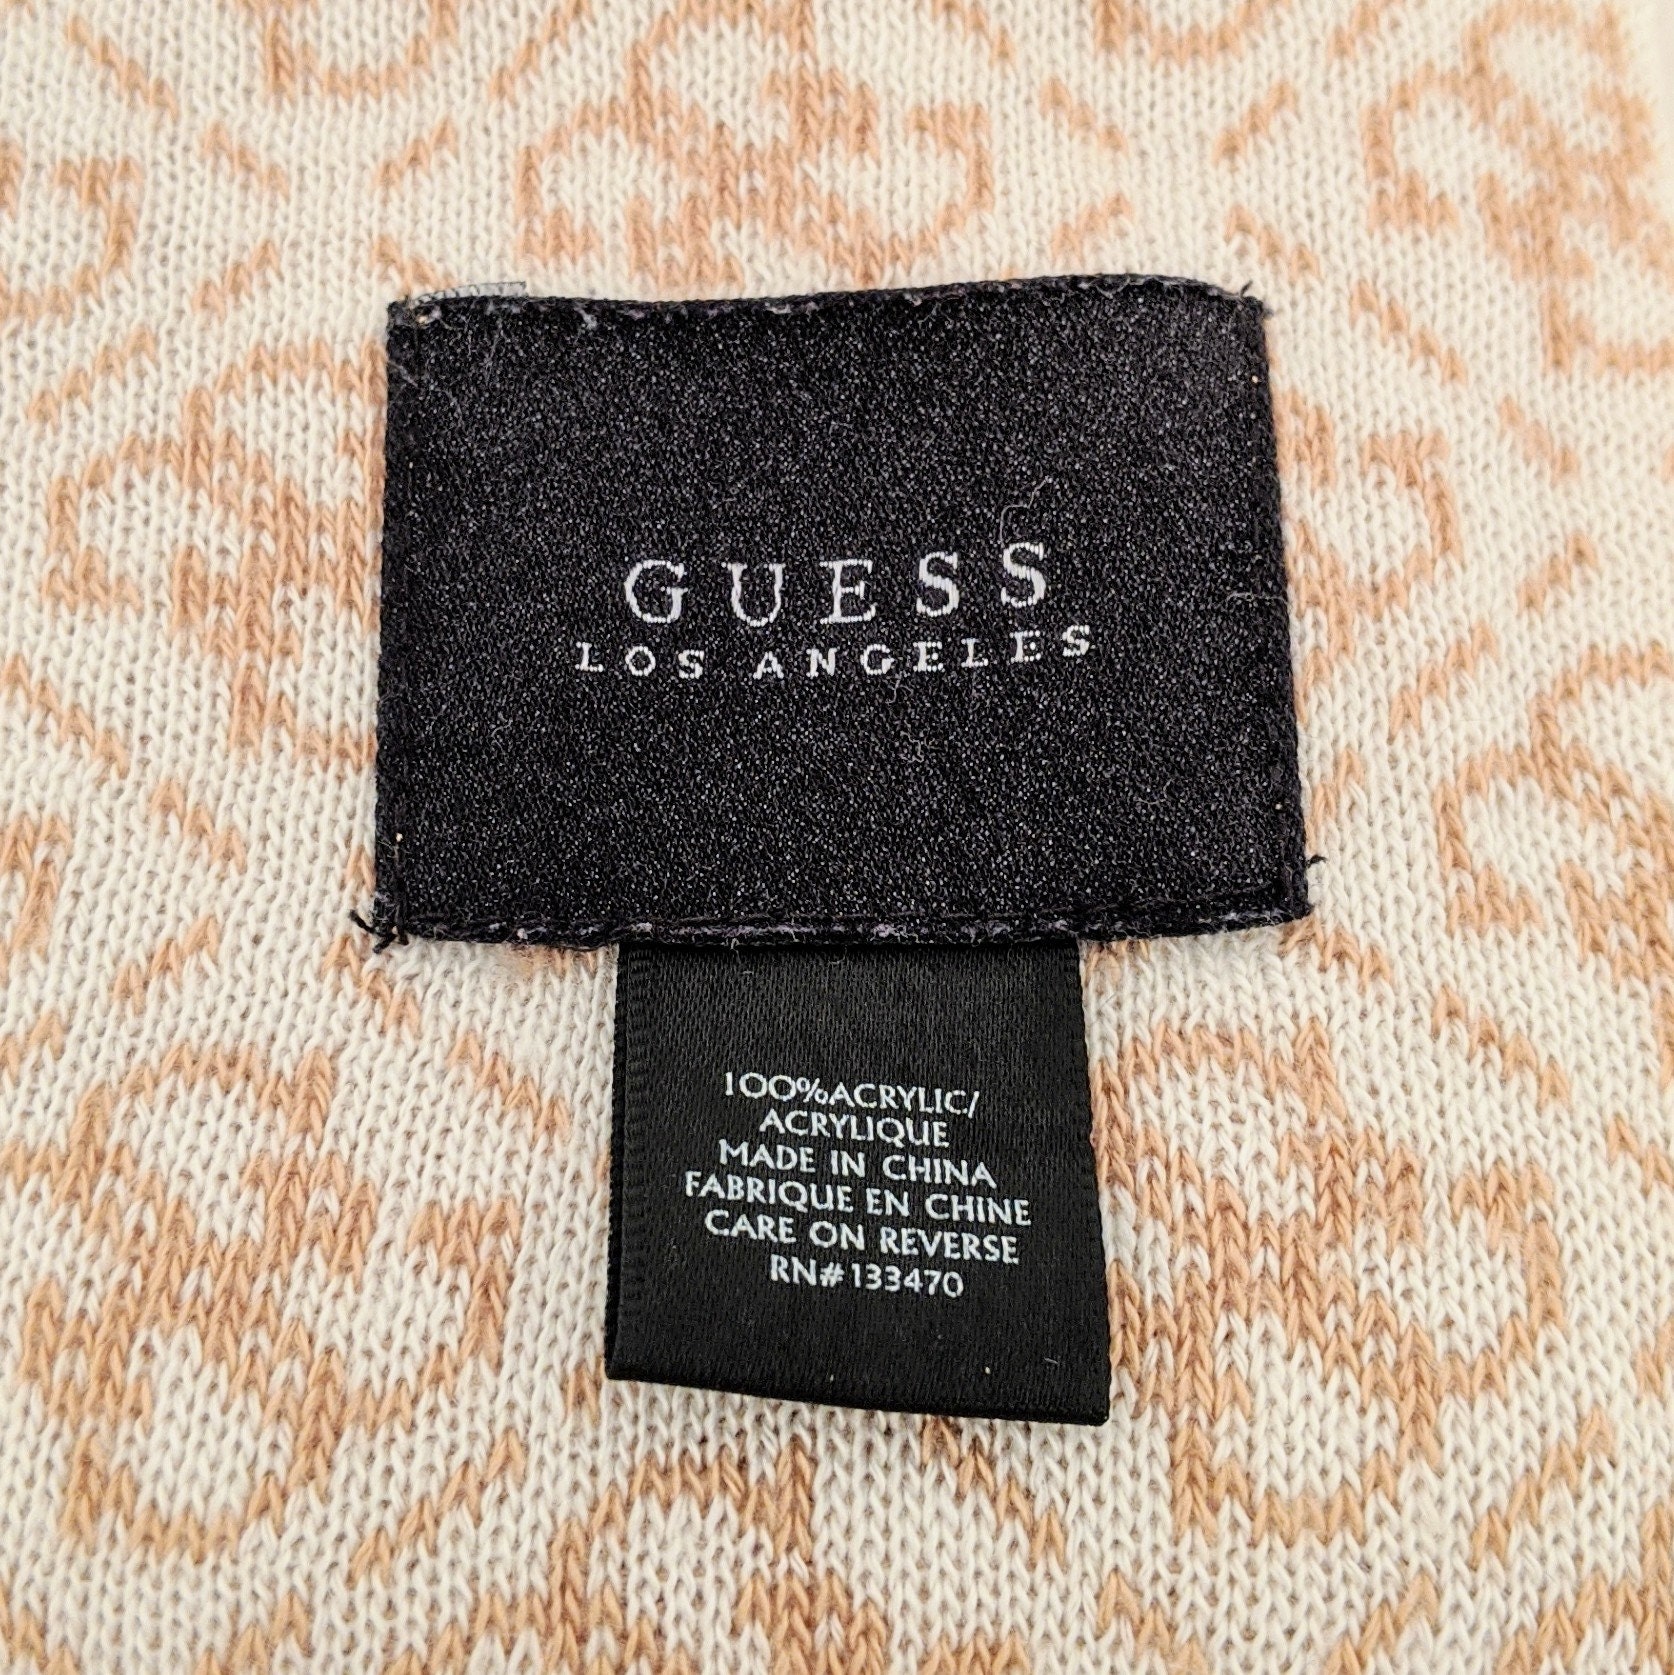 GUESS
LOS ANGELES
100%ACRYLIC/
ACRYLIQUE
MADE IN CHINA
FABRIQUE EN CHINE
CARE ON REVERSE
RN#133470